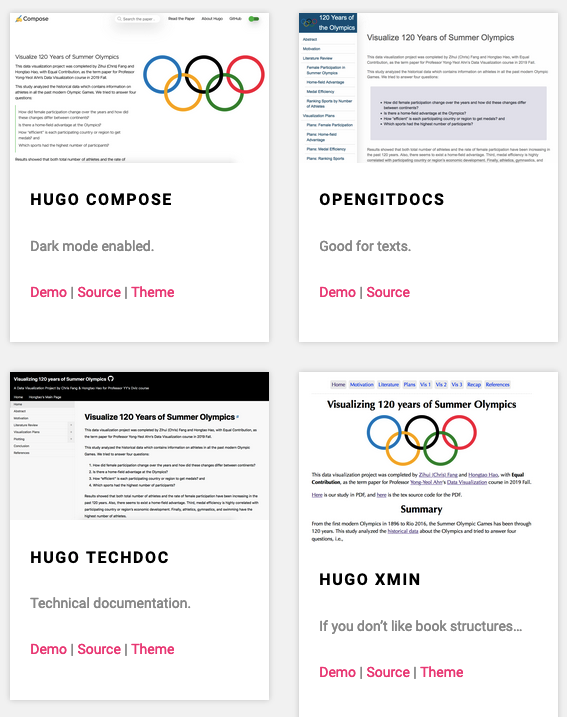 Compose
Search the paper
Read the Paper
About Hugo
GitHub
Visualize 120 Years of Summer Olympics
This data visualization project was completed by Zihui (Chris) Fang and
Hongtao Hao, with Equal Contribution, as the term paper for Professor
Yong-Yeol Ahn's Data Visualization course in 2019 Fall.
This study analyzed the historical data which contains information on
athletes in all the past modern Olympic Games. We tried to answer four
questions:
How did female participation change over the years and how did
these changes differ between continents?
Is there a home-field advantage at the Olympics?
How "efficient" is each participating country or region to get
medals? and
Which sports had the highest number of participants?
Results showed that both total number of athletes and the rate of
HUGO COMPOSE
Dark mode enabled.
Demo | Source | Theme
120 Years of
the Olympics
Abstract
Motivation
Literature Review
Female Participation in
Summer Olympics
Home-field Advantage
Medal Efficiency
Ranking Sports by Number
of Athletes
Visualization Plans
Plans: Female Participation
Plans: Home-field
Advantage
Plans: Medal Efficiency
Plans: Ranking Sports
Visualize 120 Years of Summer Olympics
This data visualization project was completed by Zihui (Chris) Fang and Hongtao Hao, with Equal
Contribution, as the term paper for Professor Yong-Yeol Ahn's Data Visualization course in 2019 Fall.
This study analyzed the historical data which contains information on athletes in all the past modern Olympic
Games. We tried to answer four questions:
How did female participation change over the years and how did these changes differ
between continents?
Is there a home-field advantage at the Olympics?
How "efficient" is each participating country or region to get medals? and
Which sports had the highest number of participants?
Results showed that both total number of athletes and the rate of female participation have been increasing in
the past 120 years. Also, there seems to exist a home-field advantage. Third, medal efficiency is highly
OPENGITDOCS
Good for texts.
Demo | Source
Visualizing 120 years of Summer Olympics
A Data Visualization Project by Chris Fang & Hongtao Hao for Professor YY's DVis course
Home
Hongtao's Main Page
Home
Abstract
Motivation
Literature Review
Visualization Plans
Plotting
Conclusion
References
Visualize 120 Years of Summer Olympics
This data visualization project was completed by Zihui (Chris) Fang and Hongtao Hao, with Equal Contribution, as the
term paper for Professor Yong-Yeol Ahn's Data Visualization course in 2019 Fall.
This study analyzed the historical data which contains information on athletes in all the past modern Olympic
Games. We tried to answer four questions:
1. How did female participation change over the years and how did these changes differ between continents?
2. Is there a home-field advantage at the Olympics?
3. How "efficient" is each participating country or region to get medals? and
4. Which sports had the highest number of participants?
Results showed that both total number of athletes and the rate of female participation have been increasing in the
past 120 years. Also, there seems to exist a home-field advantage. Third, medal efficiency is highly correlated with
economic development of a country or region. Finally, athletics, gymnastics, and swimming have the
highest number of athletes.
HUGO TECHDOC
Technical documentation.
Demo | Source | Theme
Home
Motivation
Literature
Plans
Vis 1
Vis 2
Vis 3
Recap
References
Visualizing 120 years of Summer Olympics
This data visualization project was completed by Zihui (Chris) Fang and Hongtao Hao, with Equal
Contribution, as the term paper for Professor Yong-Yeol Ahn's Data Visualization course in 2019 Fall.
Here is our study in PDF, and here is the tex source code for the PDF.
Summary
From the first modern Olympics in 1896 to Rio 2016, the Summer Olympic Games has been through
120 years. This study analyzed the historical data about the Olympics and tried to answer four
questions, i.e.,
HUGO XMIN
If you don't like book structures...
Demo | Source | Theme